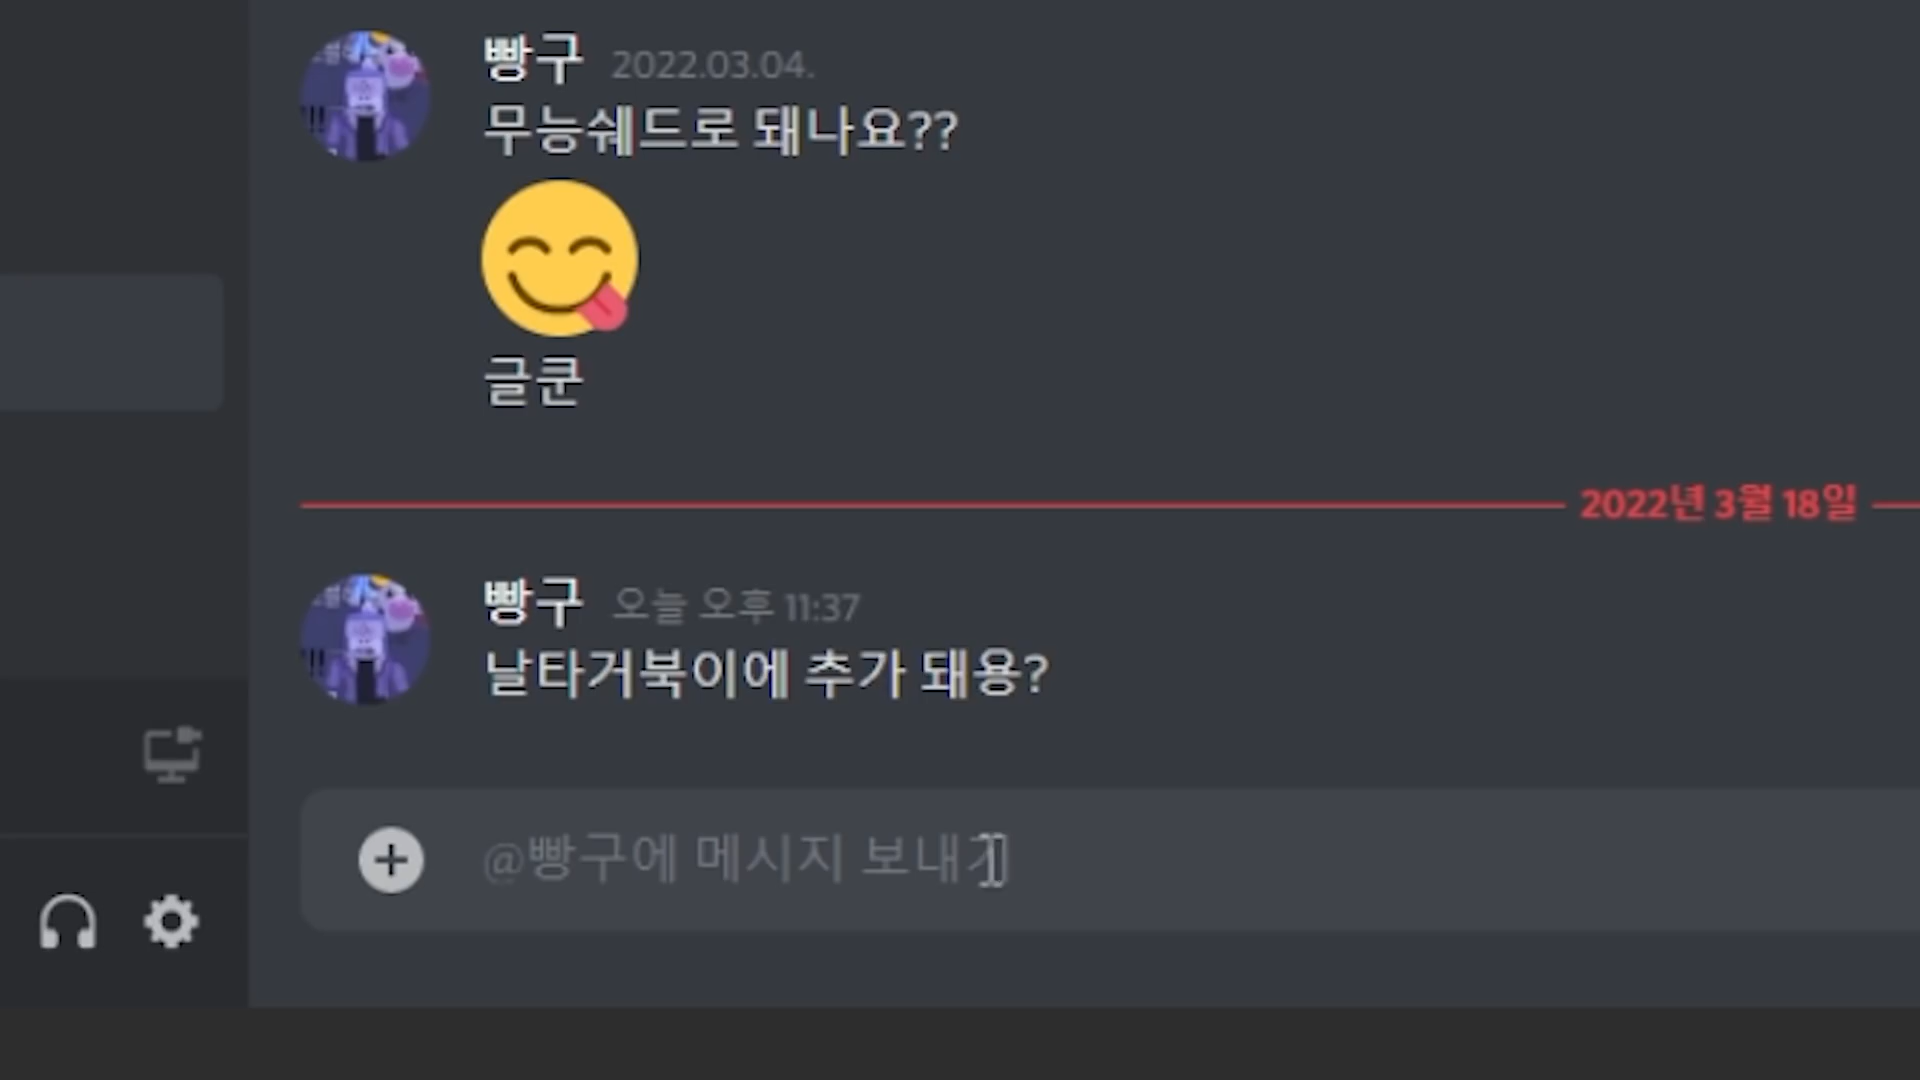 빵구 2022.03.04.
무능쉐드로 돼나요??
글쿤
2022년 3월 18일
빵구 오늘 오후 11:37
날타거북이에 추가 돼용?
@빵구에 메시지 보내기